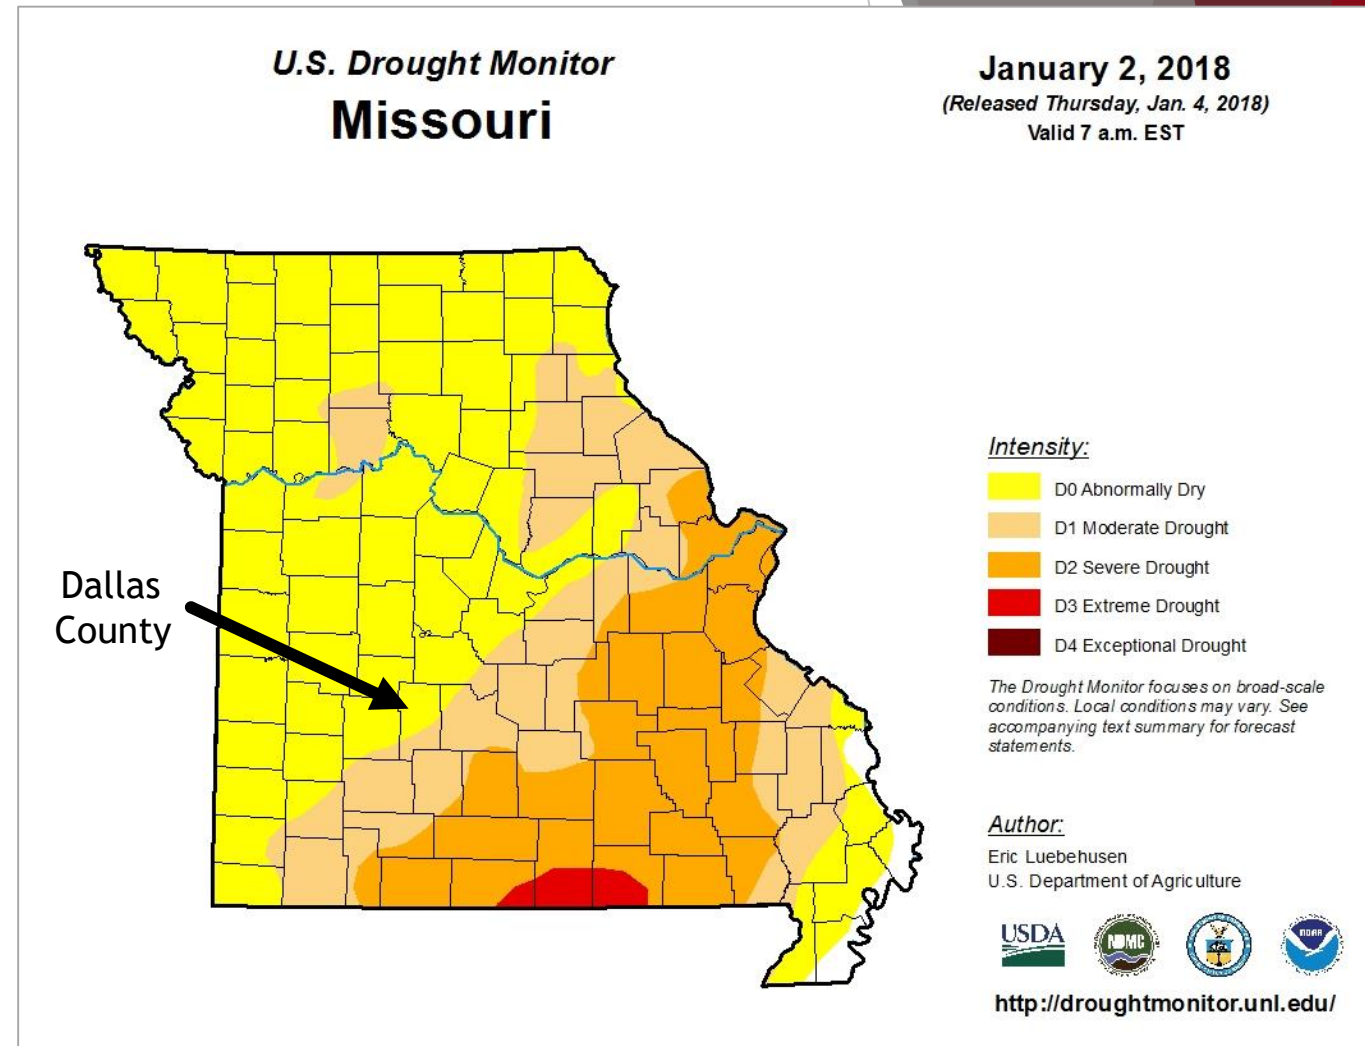 U.S. Drought Monitor
Missouri
January 2, 2018
(Released Thursday, Jan. 4, 2018)
Valid 7 a.m. EST
Dallas
County
Intensity:
D0 Abnormally Dry
D1 Moderate Drought
D2 Severe Drought
D3 Extreme Drought
D4 Exceptional Drought
The Drought Monitor focuses on broad-scale
conditions. Local conditions may vary. See
accompanying text summary for forecast
statements.
Author:
Eric Luebehusen
U.S. Department of Agriculture
USDA
NDMC
NOAA
http://droughtmonitor.unl.edu/